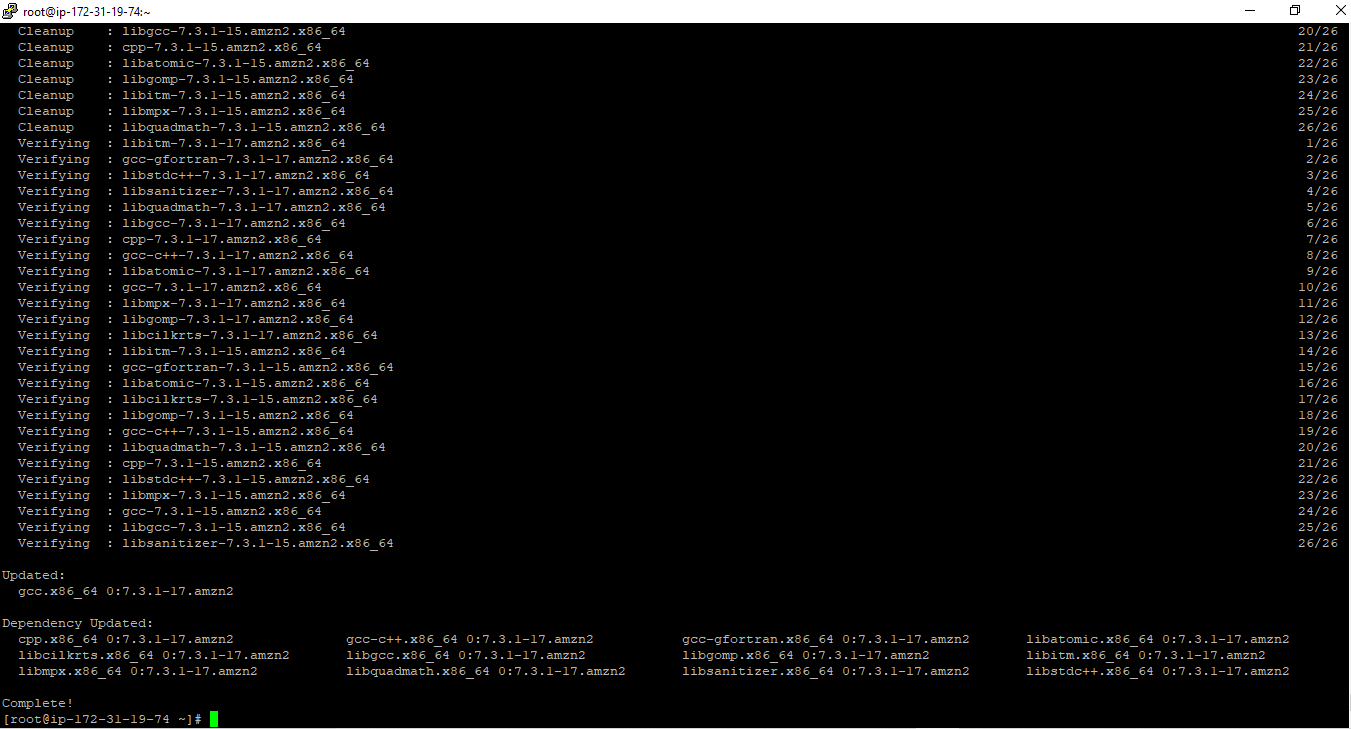 root@ip-172-31-19-74:~
Cleanup    : libgcc-7.3.1-15.amzn2.x86_64    20/26
Cleanup    : cpp-7.3.1-15.amzn2.x86_64    21/26
Cleanup    : libatomic-7.3.1-15.amzn2.x86_64    22/26
Cleanup    : libgomp-7.3.1-15.amzn2.x86_64    23/26
Cleanup    : libitm-7.3.1-15.amzn2.x86_64    24/26
Cleanup    : libmpx-7.3.1-15.amzn2.x86_64    25/26
Cleanup    : libquadmath-7.3.1-15.amzn2.x86_64    26/26
Verifying  : libitm-7.3.1-17.amzn2.x86_64    1/26
Verifying  : gcc-gfortran-7.3.1-17.amzn2.x86_64    2/26
Verifying  : libstdc++-7.3.1-17.amzn2.x86_64    3/26
Verifying  : libsanitizer-7.3.1-17.amzn2.x86_64    4/26
Verifying  : libquadmath-7.3.1-17.amzn2.x86_64    5/26
Verifying  : libgcc-7.3.1-17.amzn2.x86_64    6/26
Verifying  : cpp-7.3.1-17.amzn2.x86_64    7/26
Verifying  : gcc-c++-7.3.1-17.amzn2.x86_64    8/26
Verifying  : libatomic-7.3.1-17.amzn2.x86_64    9/26
Verifying  : gcc-7.3.1-17.amzn2.x86_64    10/26
Verifying  : libmpx-7.3.1-17.amzn2.x86_64    11/26
Verifying  : libgomp-7.3.1-17.amzn2.x86_64    12/26
Verifying  : libcilkrts-7.3.1-17.amzn2.x86_64    13/26
Verifying  : libitm-7.3.1-15.amzn2.x86_64    14/26
Verifying  : gcc-gfortran-7.3.1-15.amzn2.x86_64    15/26
Verifying  : libatomic-7.3.1-15.amzn2.x86_64    16/26
Verifying  : libcilkrts-7.3.1-15.amzn2.x86_64    17/26
Verifying  : libgomp-7.3.1-15.amzn2.x86_64    18/26
Verifying  : gcc-c++-7.3.1-15.amzn2.x86_64    19/26
Verifying  : libquadmath-7.3.1-15.amzn2.x86_64    20/26
Verifying  : cpp-7.3.1-15.amzn2.x86_64    21/26
Verifying  : libstdc++-7.3.1-15.amzn2.x86_64    22/26
Verifying  : libmpx-7.3.1-15.amzn2.x86_64    23/26
Verifying  : gcc-7.3.1-15.amzn2.x86_64    24/26
Verifying  : libgcc-7.3.1-15.amzn2.x86_64    25/26
Verifying  : libsanitizer-7.3.1-15.amzn2.x86_64    26/26
Updated:
gcc.x86_64 0:7.3.1-17.amzn2
Dependency Updated:
cpp.x86_64 0:7.3.1-17.amzn2    gcc-c++.x86_64 0:7.3.1-17.amzn2    gcc-gfortran.x86_64 0:7.3.1-17.amzn2    libatomic.x86_64 0:7.3.1-17.amzn2
libcilkrts.x86_64 0:7.3.1-17.amzn2    libgcc.x86_64 0:7.3.1-17.amzn2    libgomp.x86_64 0:7.3.1-17.amzn2    libitm.x86_64 0:7.3.1-17.amzn2
libmpx.x86_64 0:7.3.1-17.amzn2    libquadmath.x86_64 0:7.3.1-17.amzn2    libsanitizer.x86_64 0:7.3.1-17.amzn2    libstdc++.x86_64 0:7.3.1-17.amzn2
Complete!
[root@ip-172-31-19-74 ~]#